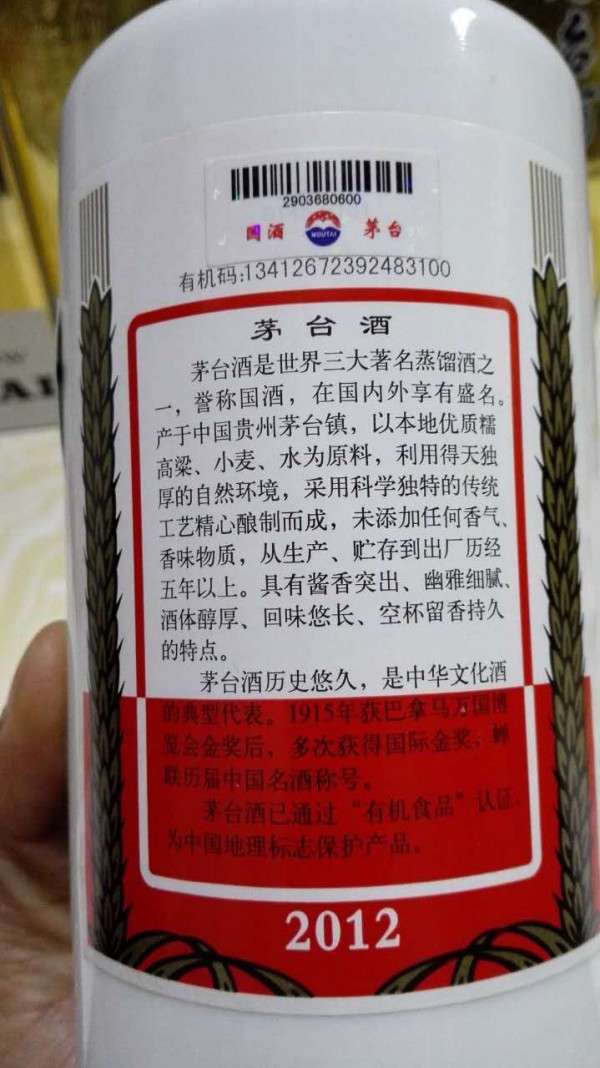 2903680600
国酒 MOUTAI 茅台
有机码:13412672392483100
茅台酒
茅台酒是世界三大著名蒸馏酒之
一，誉称国酒，在国内外享有盛名。
产于中国贵州茅台镇，以本地优质糯
高粱、小麦、水为原料，利用得天独
厚的自然环境，采用科学独特的传统
工艺精心酿制而成，未添加任何香气、
香味物质，从生产、贮存到出厂历经
五年以上。具有酱香突出、幽雅细腻、
酒体醇厚、回味悠长、空杯留香持久
的特点。
茅台酒历史悠久，是中华文化酒
的典型代表。1915年获巴拿马万国博
览会金奖后，多次获得国际金奖，蝉
联历届中国名酒称号。
茅台酒已通过“有机食品”认证，
为中国地理标志保护产品。
2012